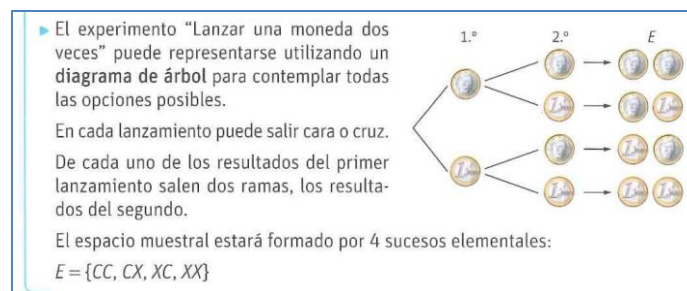 El experimento “Lanzar una moneda dos
veces” puede representarse utilizando un
diagrama de árbol para contemplar todas
las opciones posibles.
En cada lanzamiento puede salir cara o cruz.
De cada uno de los resultados del primer
lanzamiento salen dos ramas, los resulta-
dos del segundo.
1.º 2.º E
El espacio muestral estará formado por 4 sucesos elementales:
E = {CC, CX, XC, XX}